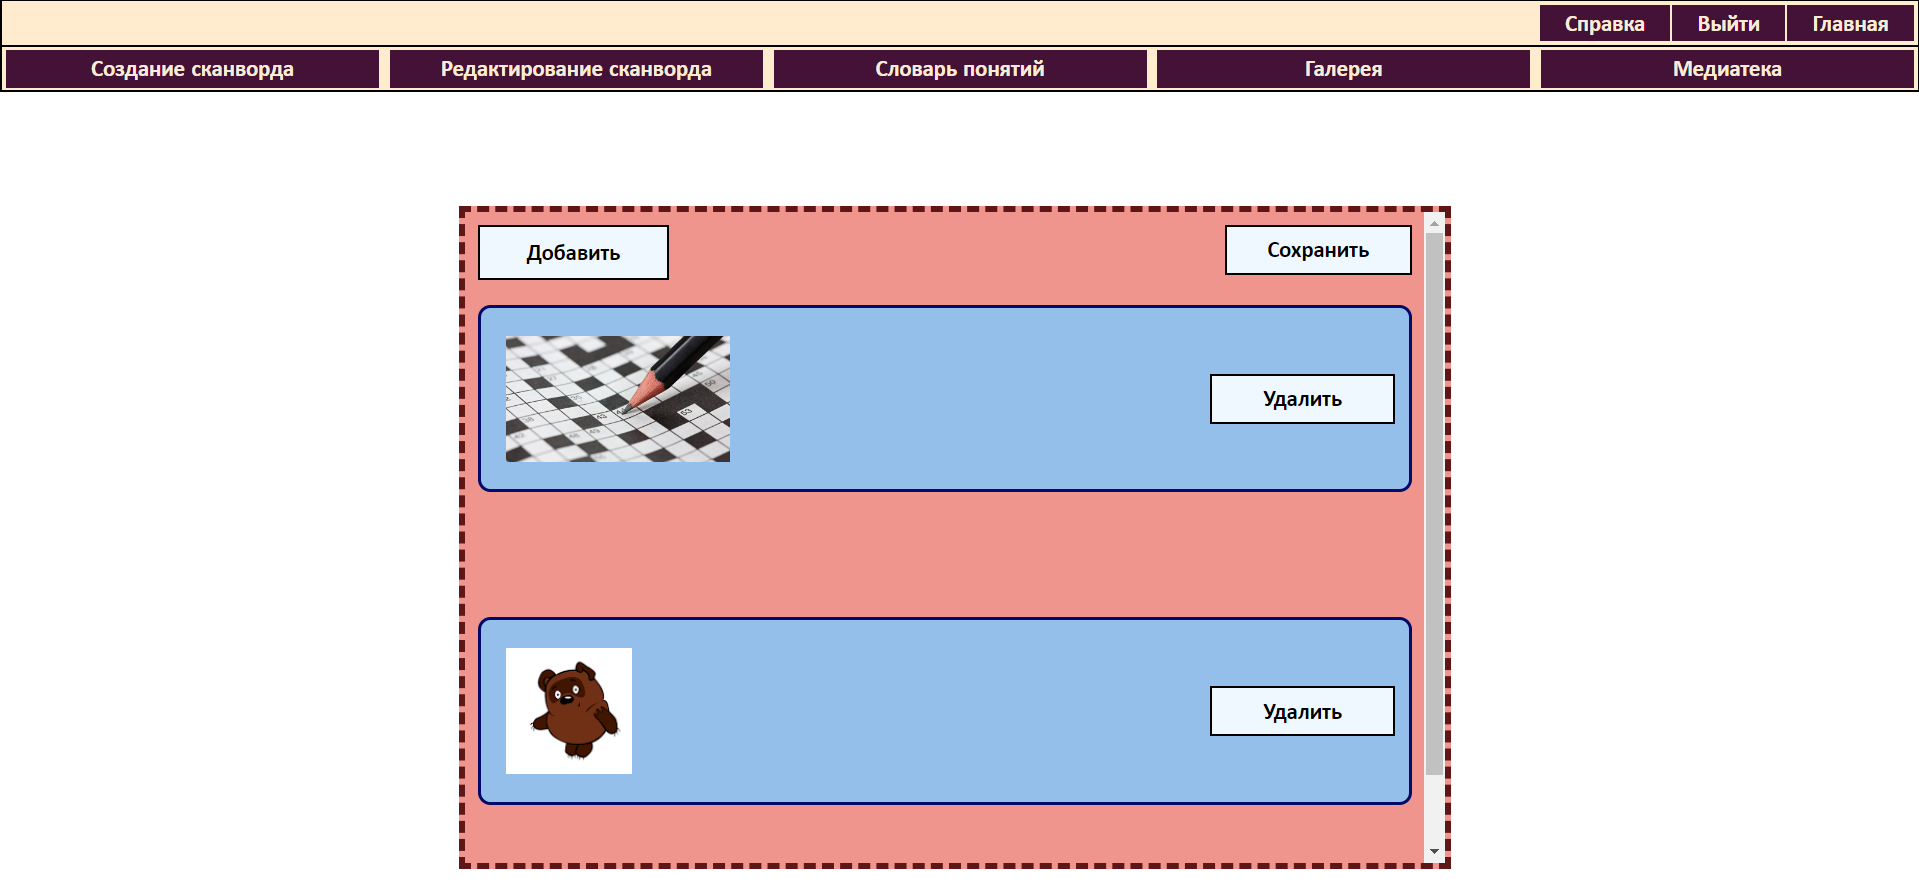 Справка Выйти Главная
Создание сканворда Редактирование сканворда Словарь понятий Галерея Медиатека
Добавить Сохранить
Удалить
Удалить